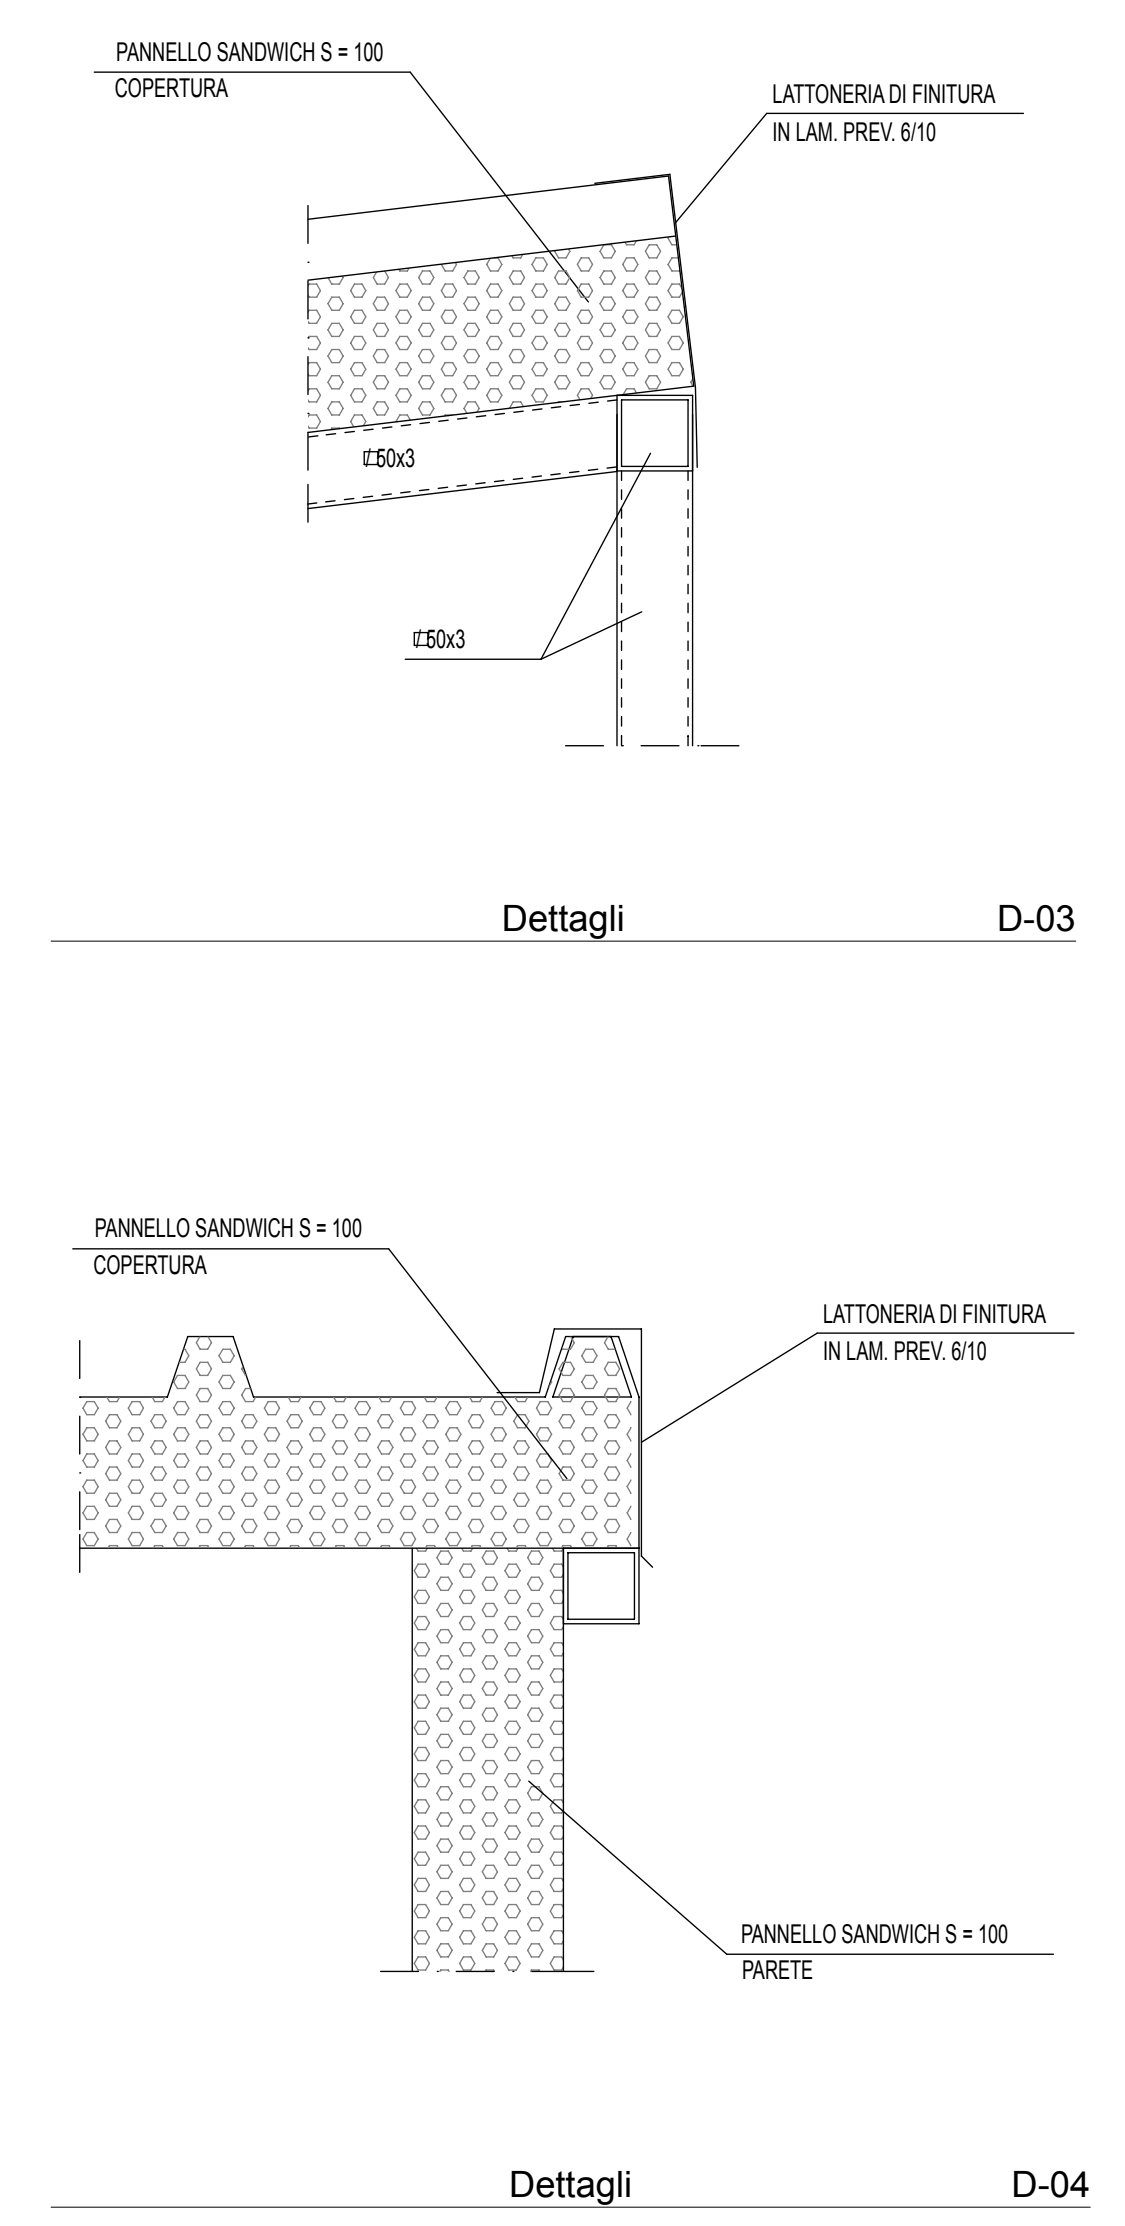 PANNELLO SANDWICH S = 100
COPERTURA
LATTONERIA DI FINITURA
IN LAM. PREV. 6/10
50x3
50x3
Dettagli D-03
PANNELLO SANDWICH S = 100
COPERTURA
LATTONERIA DI FINITURA
IN LAM. PREV. 6/10
PANNELLO SANDWICH S = 100
PARETE
Dettagli D-04